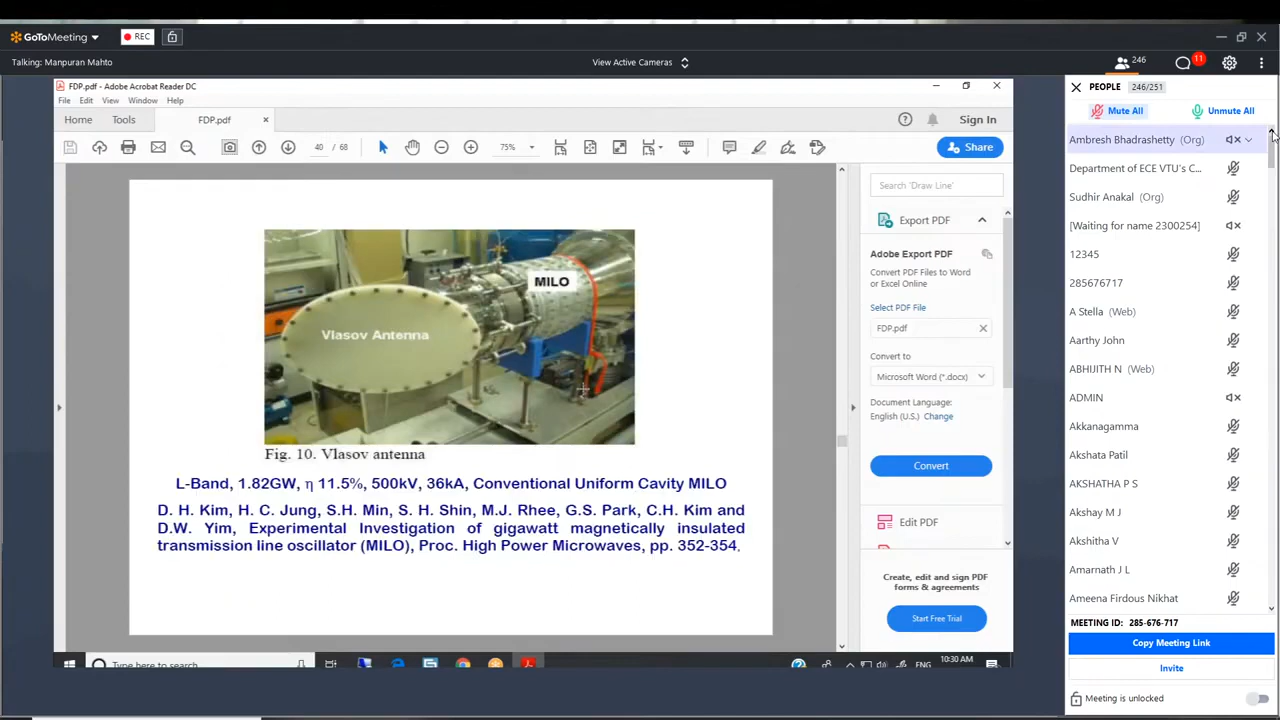 GoToMeeting
REC
Talking: Manpuran Mahto
View Active Cameras
246
11
FDP.pdf - Adobe Acrobat Reader DC
File Edit View Window Help
Home Tools FDP.pdf × Sign In
40 / 68 75% Share
MILO
Vlasov Antenna
Fig. 10. Vlasov antenna
L-Band, 1.82GW, η 11.5%, 500kV, 36kA, Conventional Uniform Cavity MILO
D. H. Kim, H. C. Jung, S.H. Min, S. H. Shin, M.J. Rhee, G.S. Park, C.H. Kim and
D.W. Yim, Experimental Investigation of gigawatt magnetically insulated
transmission line oscillator (MILO), Proc. High Power Microwaves, pp. 352-354.
Search 'Draw Line'
Export PDF
Adobe Export PDF
Convert PDF Files to Word
or Excel Online
Select PDF File
FDP.pdf
Convert to
Microsoft Word (*.docx)
Document Language:
English (U.S.) Change
Convert
Edit PDF
Create, edit and sign PDF
forms & agreements
Start Free Trial
Type here to search
ENG 10:30 AM
PEOPLE 246/251
Mute All Unmute All
Ambresh Bhadrashetty (Org)
Department of ECE VTU's C...
Sudhir Anakal (Org)
[Waiting for name 2300254]
12345
285676717
A Stella (Web)
Aarthy John
ABHIJITH N (Web)
ADMIN
Akkanagamma
Akshata Patil
AKSHATHA P S
Akshay M J
Akshitha V
Amarnath J L
Ameena Firdous Nikhat
MEETING ID: 285-676-717
Copy Meeting Link
Invite
Meeting is unlocked